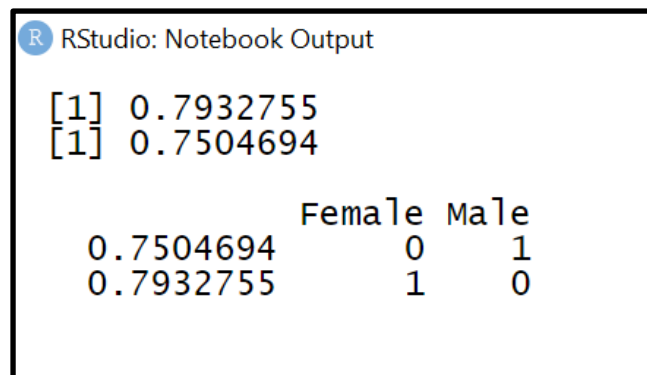 R RStudio: Notebook Output
[1] 0.7932755
[1] 0.7504694
Female Male
0.7504694 0 1
0.7932755 1 0